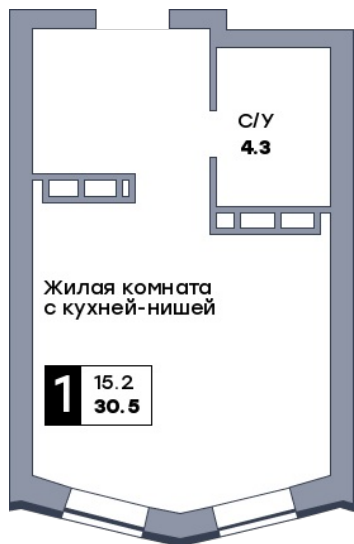 С/У
4.3
Жилая комната
с кухней-нишей
1
15.2
30.5